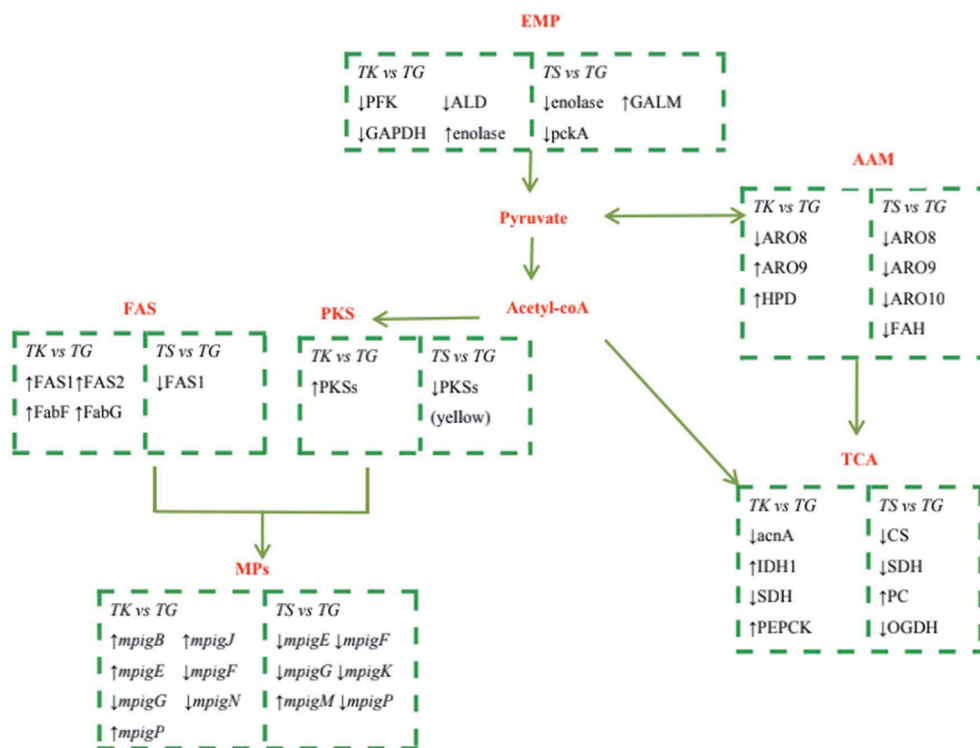 EMP
TK vs TG
↓PFK ↓ALD
↓GAPDH ↑enolase
TS vs TG
↓enolase ↑GALM
↓pckA
Pyruvate
AAM
TK vs TG
↓ARO8
↑ARO9
↑HPD
TS vs TG
↓ARO8
↓ARO9
↓ARO10
↓FAH
Acetyl-coA
FAS
TK vs TG
↑FAS1↑FAS2
↑FabF ↑FabG
TS vs TG
↓FAS1
PKS
TK vs TG
↑PKSs
TS vs TG
↓PKSs
(yellow)
TCA
TK vs TG
↓acnA
↑IDH1
↓SDH
↑PEPCK
TS vs TG
↓CS
↓SDH
↑PC
↓OGDH
MPs
TK vs TG
↑mpigB ↑mpigJ
↑mpigE ↓mpigF
↓mpigG ↓mpigN
↑mpigP
TS vs TG
↓mpigE ↓mpigF
↓mpigG ↓mpigK
↑mpigM ↓mpigP